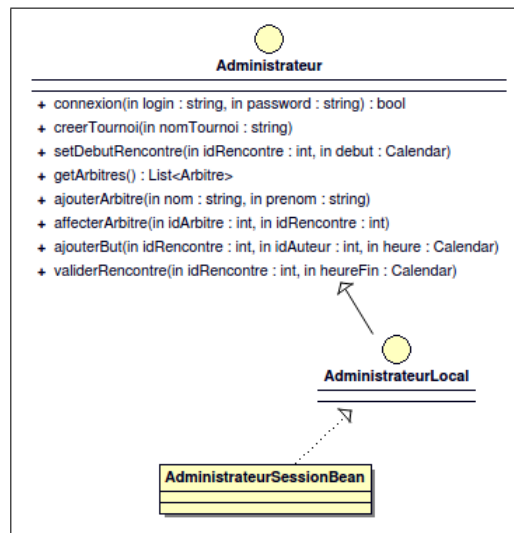 Administrateur
+ connexion(in login : string, in password : string) : bool
+ creerTournoi(in nomTournoi : string)
+ setDebutRencontre(in idRencontre : int, in debut : Calendar)
+ getArbitres() : List<Arbitre>
+ ajouterArbitre(in nom : string, in prenom : string)
+ affecterArbitre(in idArbitre : int, in idRencontre : int)
+ ajouterBut(in idRencontre : int, in idAuteur : int, in heure : Calendar)
+ validerRencontre(in idRencontre : int, in heureFin : Calendar)
AdministrateurLocal
AdministrateurSessionBean